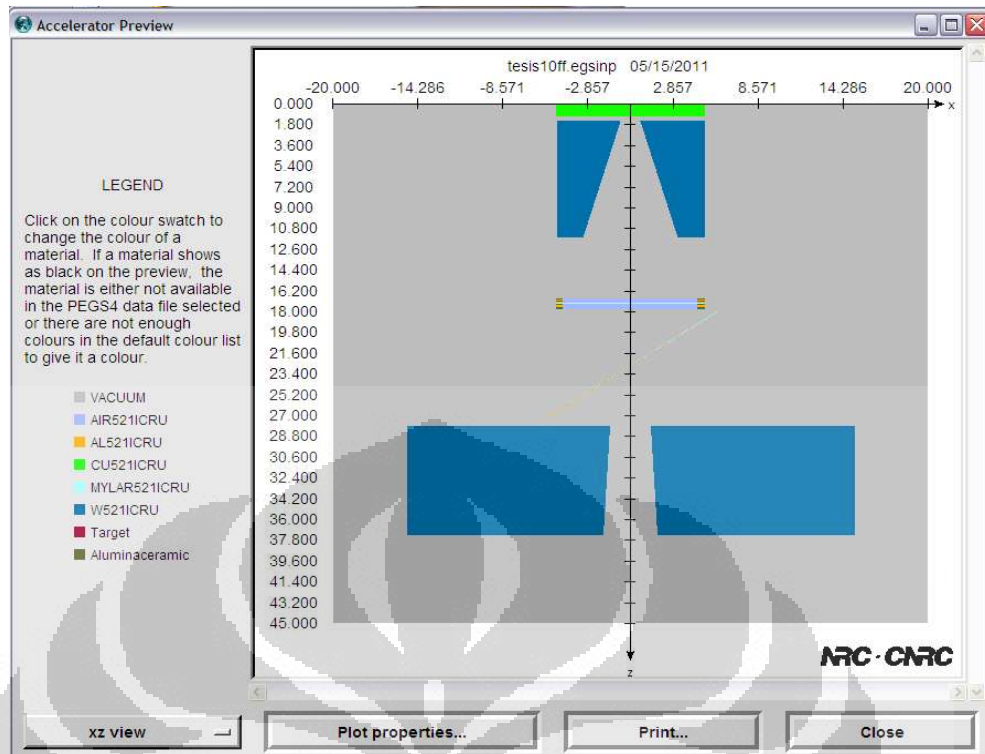 Accelerator Preview
tesis10ff.egsinp 05/15/2011
-20.000 -14.286 -8.571 -2.857 2.857 8.571 14.286 20.000
x
0.000
1.800
3.600
5.400
7.200
9.000
10.800
12.600
14.400
16.200
18.000
19.800
21.600
23.400
25.200
27.000
28.800
30.600
32.400
34.200
36.000
37.800
39.600
41.400
43.200
45.000
z
LEGEND
Click on the colour swatch to
change the colour of a
material. If a material shows
as black on the preview, the
material is either not available
in the PEGS4 data file selected
or there are not enough
colours in the default colour list
to give it a colour.
VACUUM
AIR521ICRU
AL521ICRU
CU521ICRU
MYLAR521ICRU
W521ICRU
Target
Aluminaceramic
NRC·CNRC
xz view
Plot properties...
Print...
Close